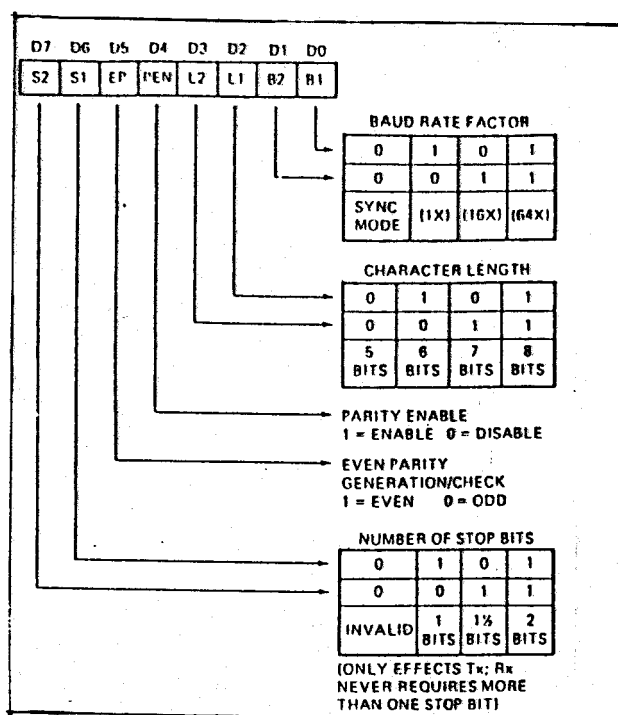 D7 D6 D5 D4 D3 D2 D1 D0
S2 S1 EP PEN L2 L1 B2 B1
BAUD RATE FACTOR
0 1 0 1
0 0 1 1
SYNC MODE (1X) (16X) (64X)
CHARACTER LENGTH
0 1 0 1
0 0 1 1
5 BITS 6 BITS 7 BITS 8 BITS
PARITY ENABLE
1 = ENABLE 0 = DISABLE
EVEN PARITY
GENERATION/CHECK
1 = EVEN 0 = ODD
NUMBER OF STOP BITS
0 1 0 1
0 0 1 1
INVALID 1 BITS 1½ BITS 2 BITS
(ONLY EFFECTS Tx; Rx
NEVER REQUIRES MORE
THAN ONE STOP BIT)